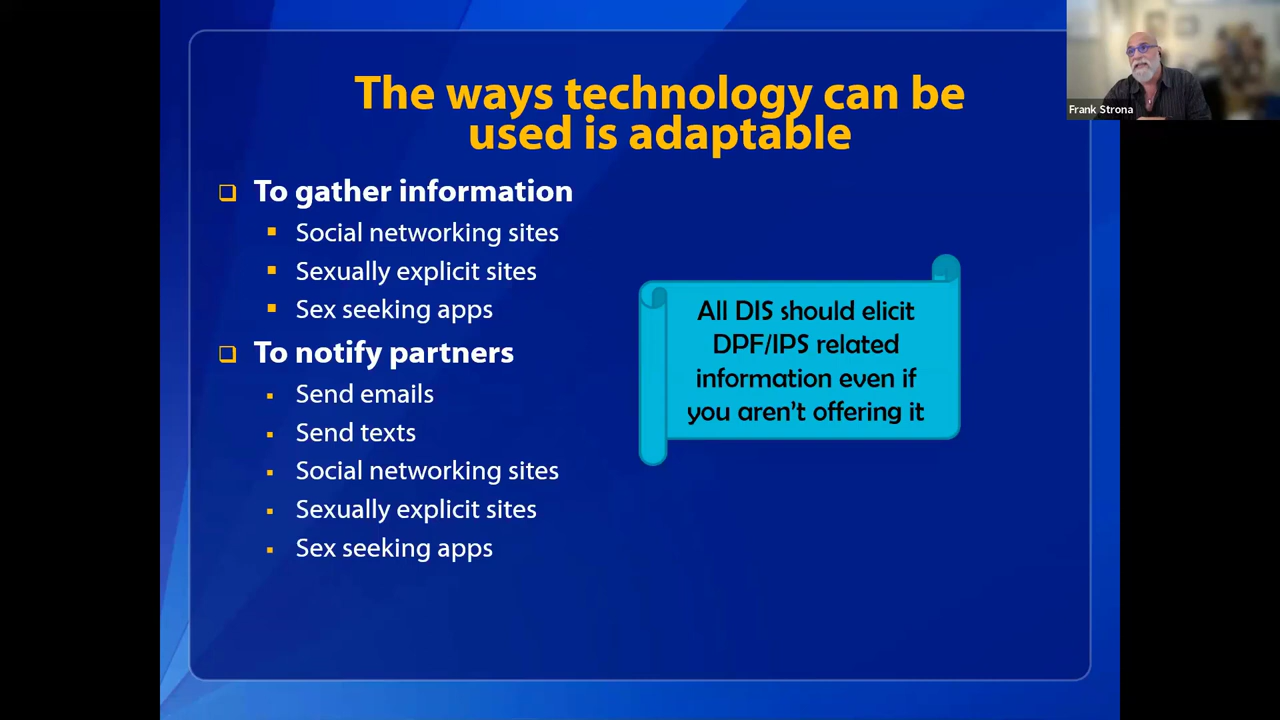 The ways technology can be
used is adaptable
To gather information
Social networking sites
Sexually explicit sites
Sex seeking apps
To notify partners
Send emails
Send texts
Social networking sites
Sexually explicit sites
Sex seeking apps
All DIS should elicit
DPF/IPS related
information even if
you aren’t offering it
Frank Strona